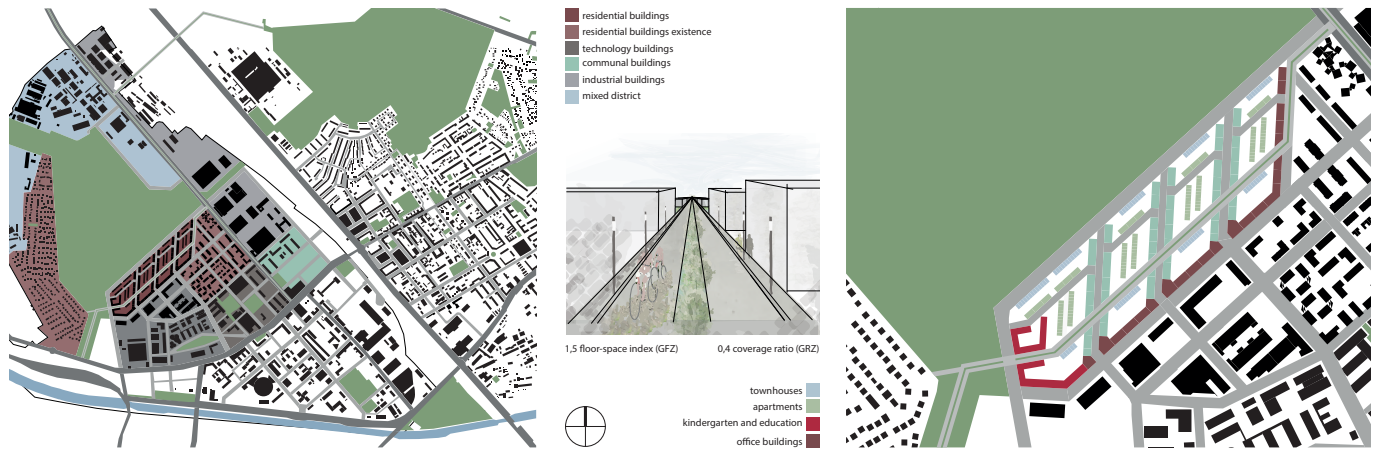 residential buildings
residential buildings existence
technology buildings
communal buildings
industrial buildings
mixed district
1,5 floor-space index (GFZ) 0,4 coverage ratio (GRZ)
townhouses
apartments
kindergarten and education
office buildings